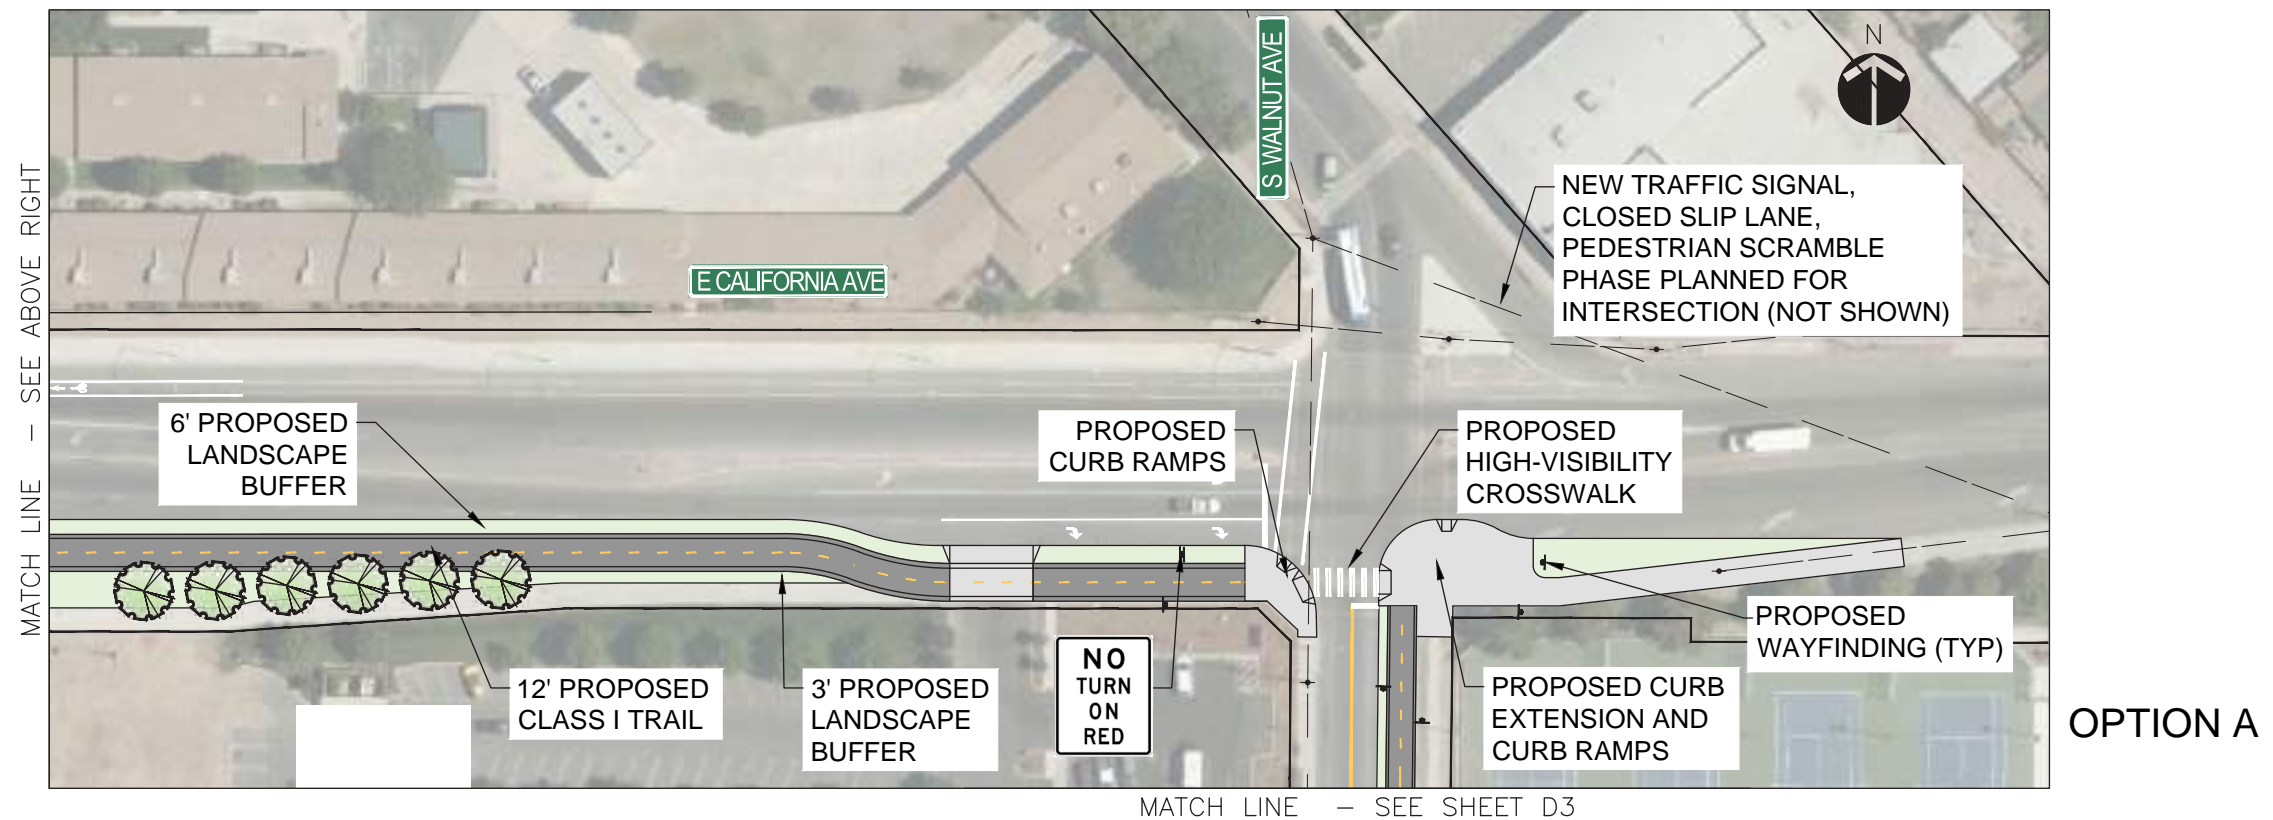 N
S WALNUT AVE
NEW TRAFFIC SIGNAL,
CLOSED SLIP LANE,
PEDESTRIAN SCRAMBLE
PHASE PLANNED FOR
INTERSECTION (NOT SHOWN)
E CALIFORNIA AVE
MATCH LINE – SEE ABOVE RIGHT
6' PROPOSED
LANDSCAPE
BUFFER
PROPOSED
CURB RAMPS
PROPOSED
HIGH-VISIBILITY
CROSSWALK
12' PROPOSED
CLASS I TRAIL
3' PROPOSED
LANDSCAPE
BUFFER
NO
TURN
ON
RED
PROPOSED CURB
EXTENSION AND
CURB RAMPS
PROPOSED
WAYFINDING (TYP)
OPTION A
MATCH LINE – SEE SHEET D3